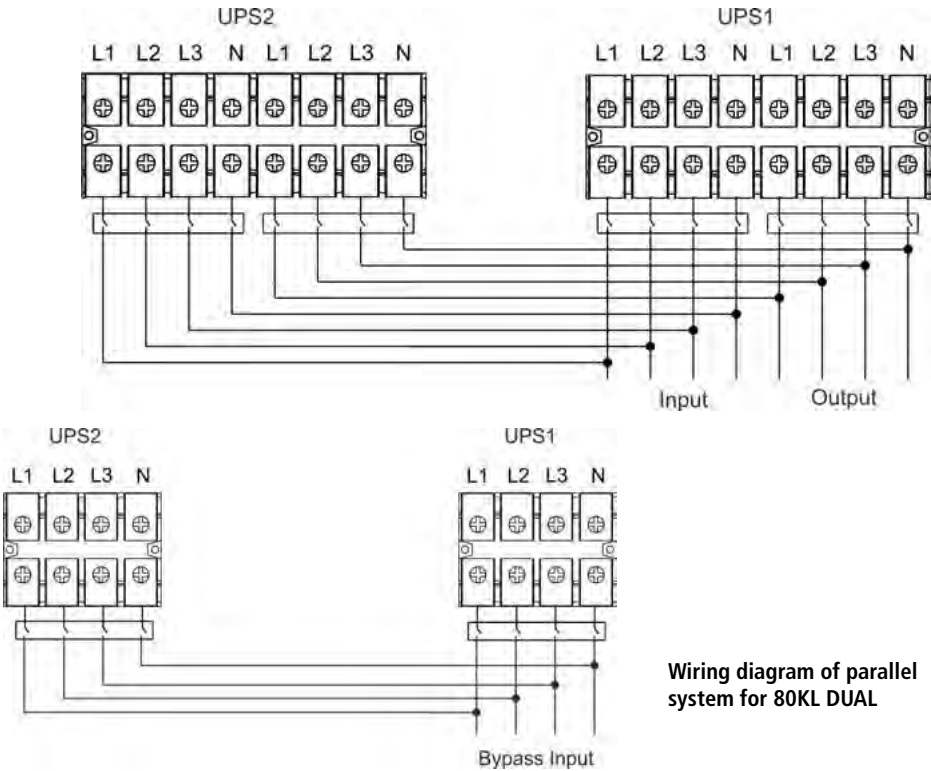 UPS2 UPS1
L1 L2 L3 N L1 L2 L3 N L1 L2 L3 N L1 L2 L3 N
Input Output
UPS2 UPS1
L1 L2 L3 N L1 L2 L3 N
Wiring diagram of parallel
system for 80KL DUAL
Bypass Input